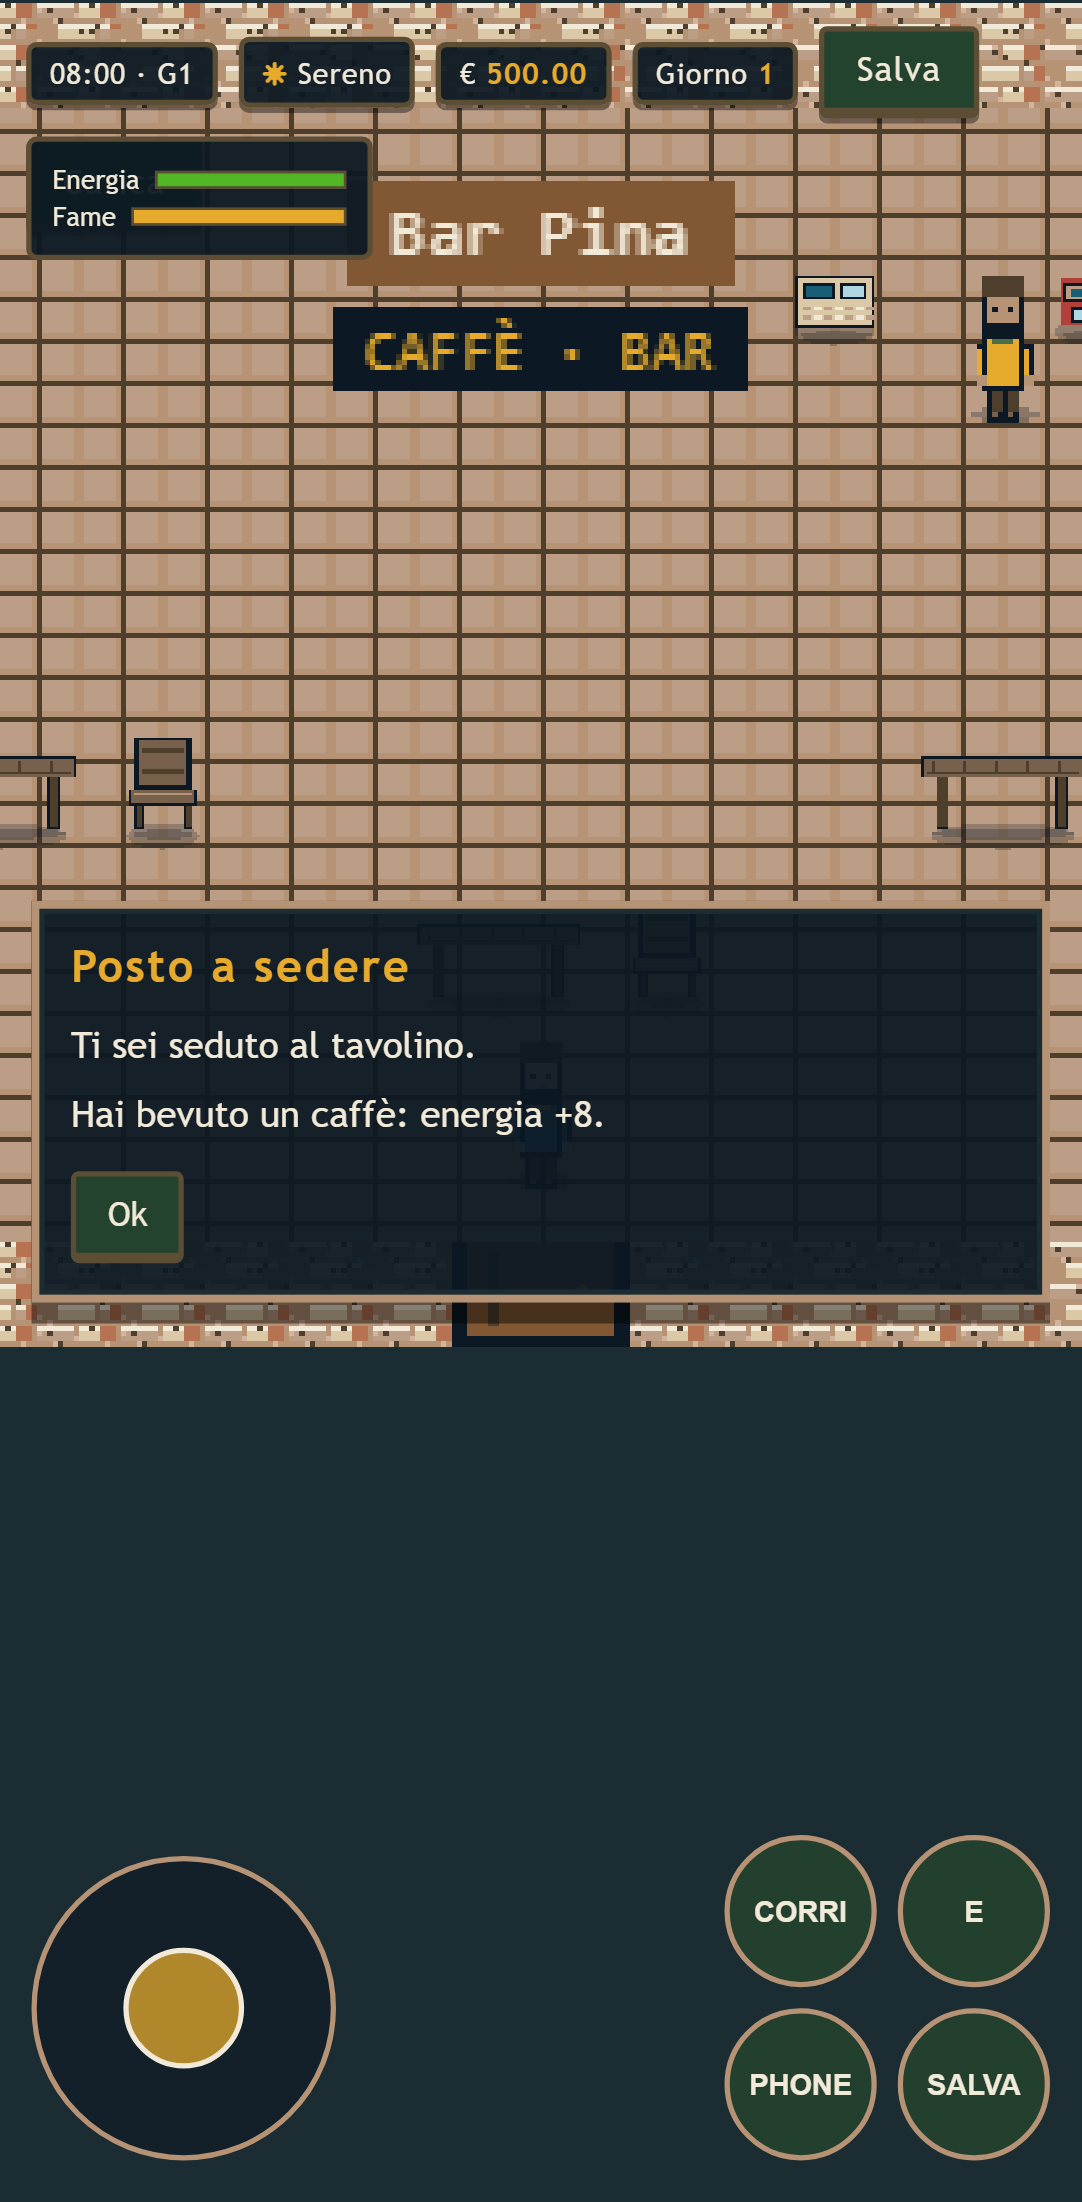 08:00 · G1
Sereno
€ 500.00
Giorno 1
Salva
Energia
Fame
Bar Pina
CAFFÈ · BAR
Posto a sedere
Ti sei seduto al tavolino.
Hai bevuto un caffè: energia +8.
Ok
CORRI
E
PHONE
SALVA